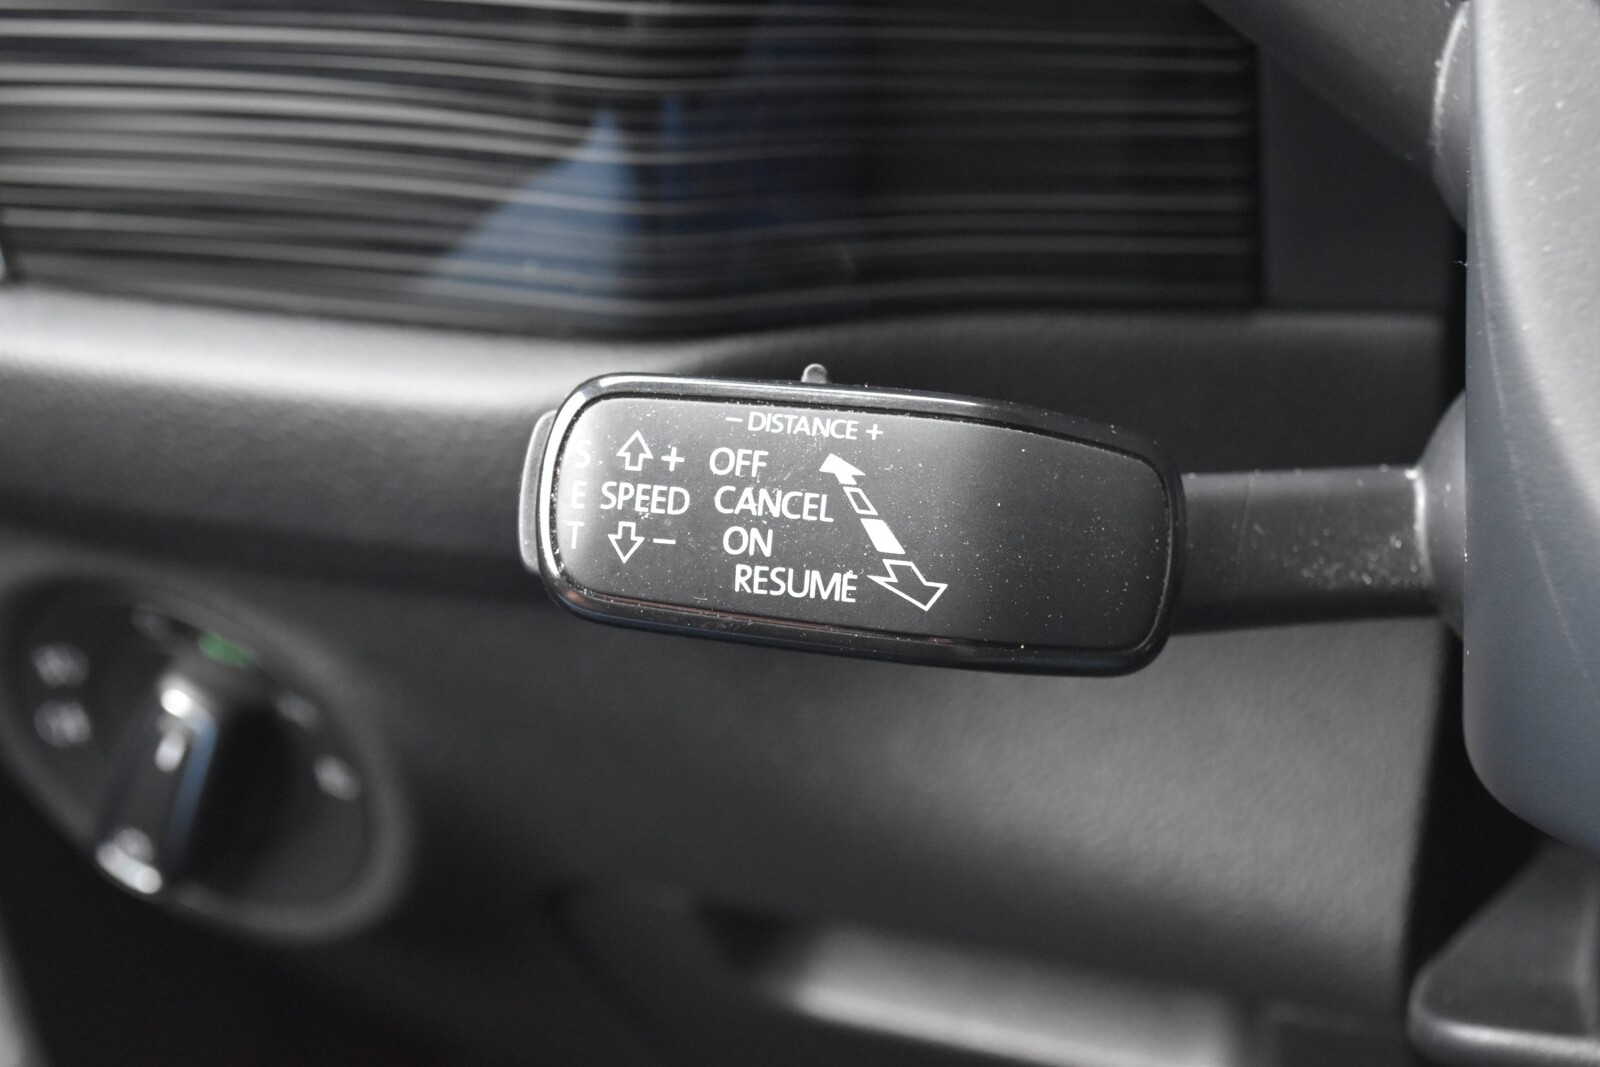 − DISTANCE +
S + OFF
E SPEED CANCEL
T − ON
RESUME